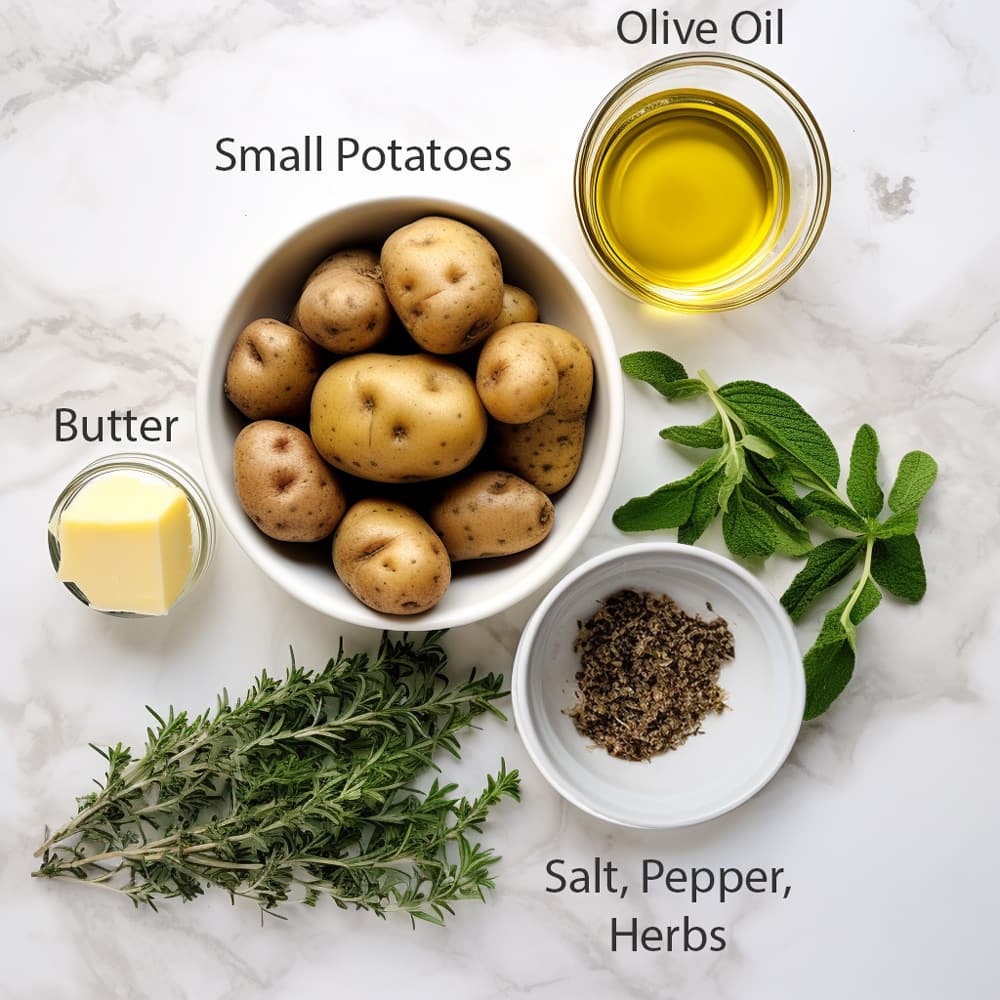 Olive Oil
Small Potatoes
Butter
Salt, Pepper,
Herbs